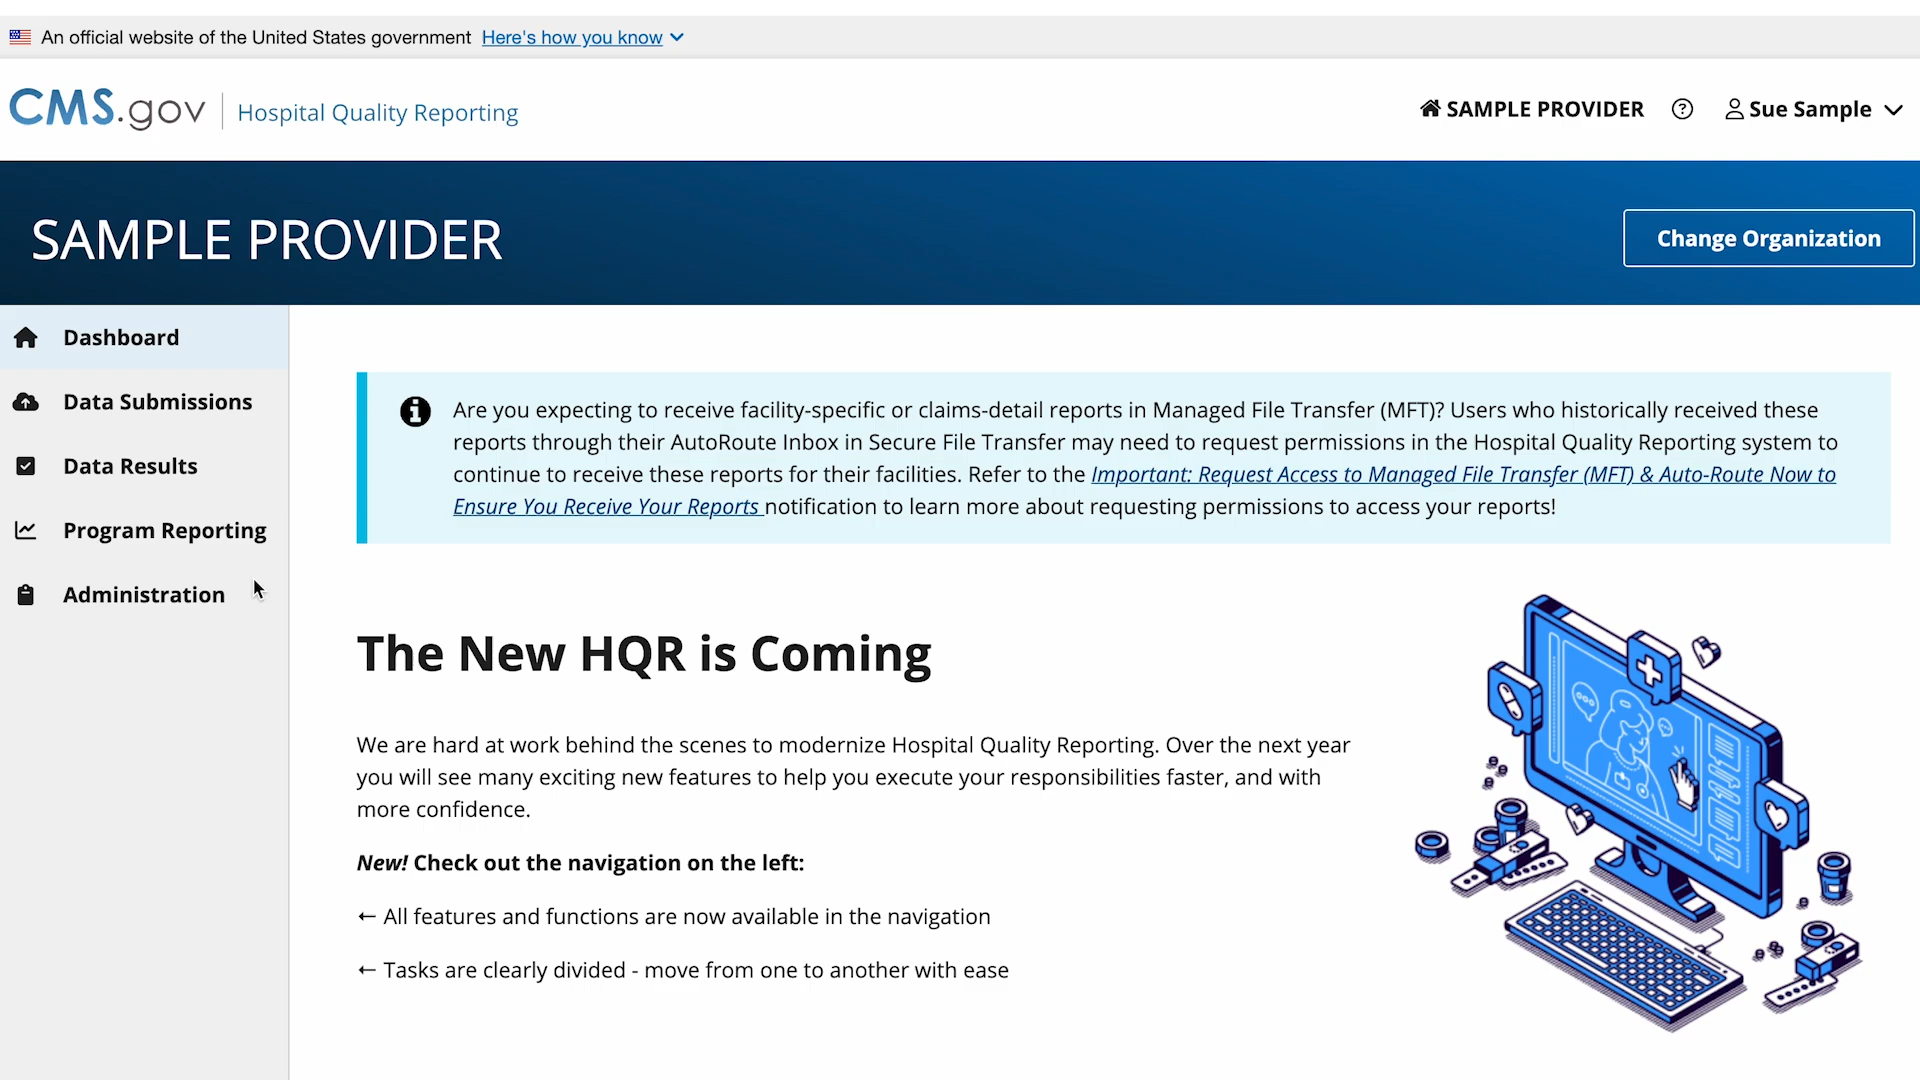 An official website of the United States government Here's how you know
CMS.gov Hospital Quality Reporting
SAMPLE PROVIDER
Sue Sample
SAMPLE PROVIDER
Change Organization
Dashboard
Data Submissions
Data Results
Program Reporting
Administration
Are you expecting to receive facility-specific or claims-detail reports in Managed File Transfer (MFT)? Users who historically received these
reports through their AutoRoute Inbox in Secure File Transfer may need to request permissions in the Hospital Quality Reporting system to
continue to receive these reports for their facilities. Refer to the Important: Request Access to Managed File Transfer (MFT) & Auto-Route Now to
Ensure You Receive Your Reports notification to learn more about requesting permissions to access your reports!
The New HQR is Coming
We are hard at work behind the scenes to modernize Hospital Quality Reporting. Over the next year
you will see many exciting new features to help you execute your responsibilities faster, and with
more confidence.
New! Check out the navigation on the left:
← All features and functions are now available in the navigation
← Tasks are clearly divided - move from one to another with ease